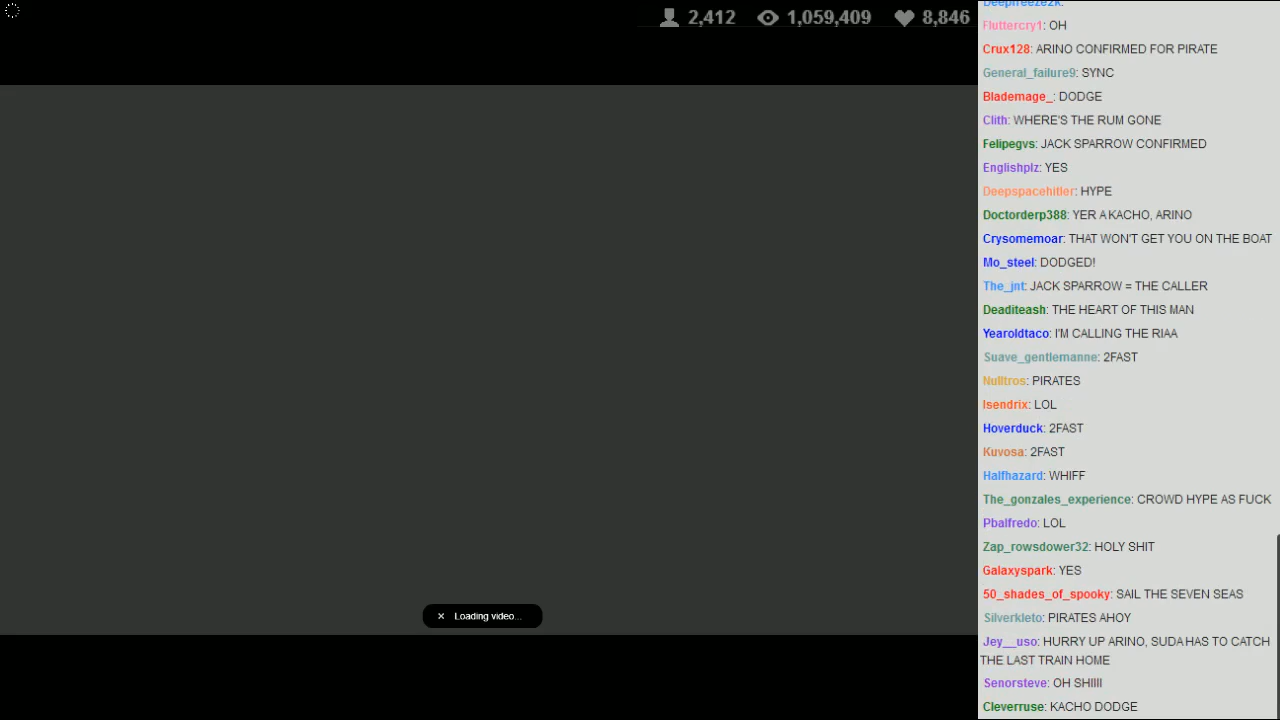 2,412 1,059,409 8,846
Deepfreeze2k:
Fluttercry1: OH
Crux128: ARINO CONFIRMED FOR PIRATE
General_failure9: SYNC
Blademage_: DODGE
Clith: WHERE'S THE RUM GONE
Felipegvs: JACK SPARROW CONFIRMED
Englishplz: YES
Deepspacehitler: HYPE
Doctorderp388: YER A KACHO, ARINO
Crysomemoar: THAT WON'T GET YOU ON THE BOAT
Mo_steel: DODGED!
The_jnt: JACK SPARROW = THE CALLER
Deaditeash: THE HEART OF THIS MAN
Yearoldtaco: I'M CALLING THE RIAA
Suave_gentlemanne: 2FAST
Nulltros: PIRATES
Isendrix: LOL
Hoverduck: 2FAST
Kuvosa: 2FAST
Halfhazard: WHIFF
The_gonzales_experience: CROWD HYPE AS FUCK
Pbalfredo: LOL
Zap_rowsdower32: HOLY SHIT
Galaxyspark: YES
50_shades_of_spooky: SAIL THE SEVEN SEAS
Silverkleto: PIRATES AHOY
Jey__uso: HURRY UP ARINO, SUDA HAS TO CATCH
THE LAST TRAIN HOME
Senorsteve: OH SHIIII
Cleverruse: KACHO DODGE
Loading video...